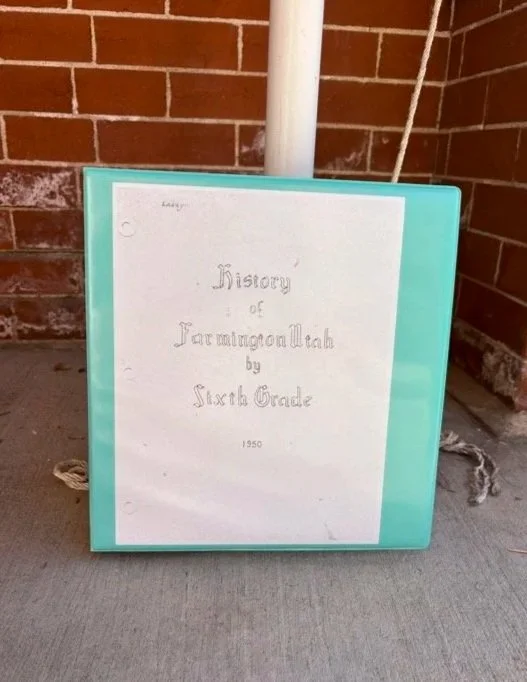 History
of
Farmington Utah
by
Sixth Grade
1950